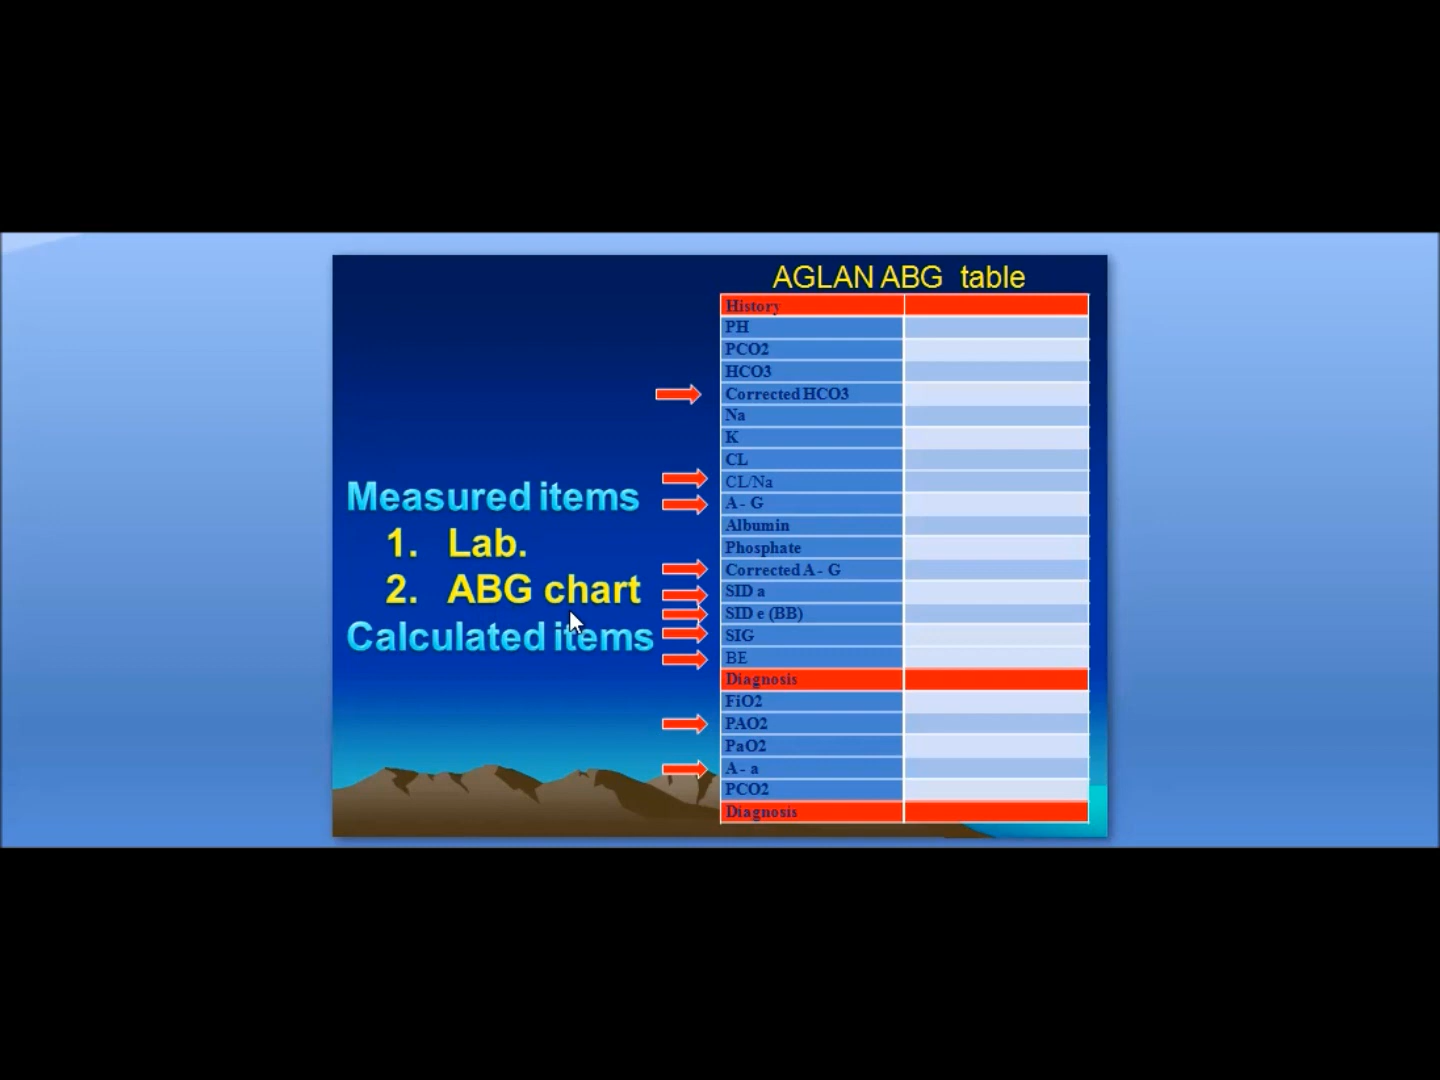 AGLAN ABG table
History
PH
PCO2
HCO3
Corrected HCO3
Na
K
CL
CL/Na
A- G
Albumin
Phosphate
Corrected A- G
SID a
SID e (BB)
SIG
BE
Diagnosis
FiO2
PAO2
PaO2
A- a
PCO2
Diagnosis
Measured items
1. Lab.
2. ABG chart
Calculated items